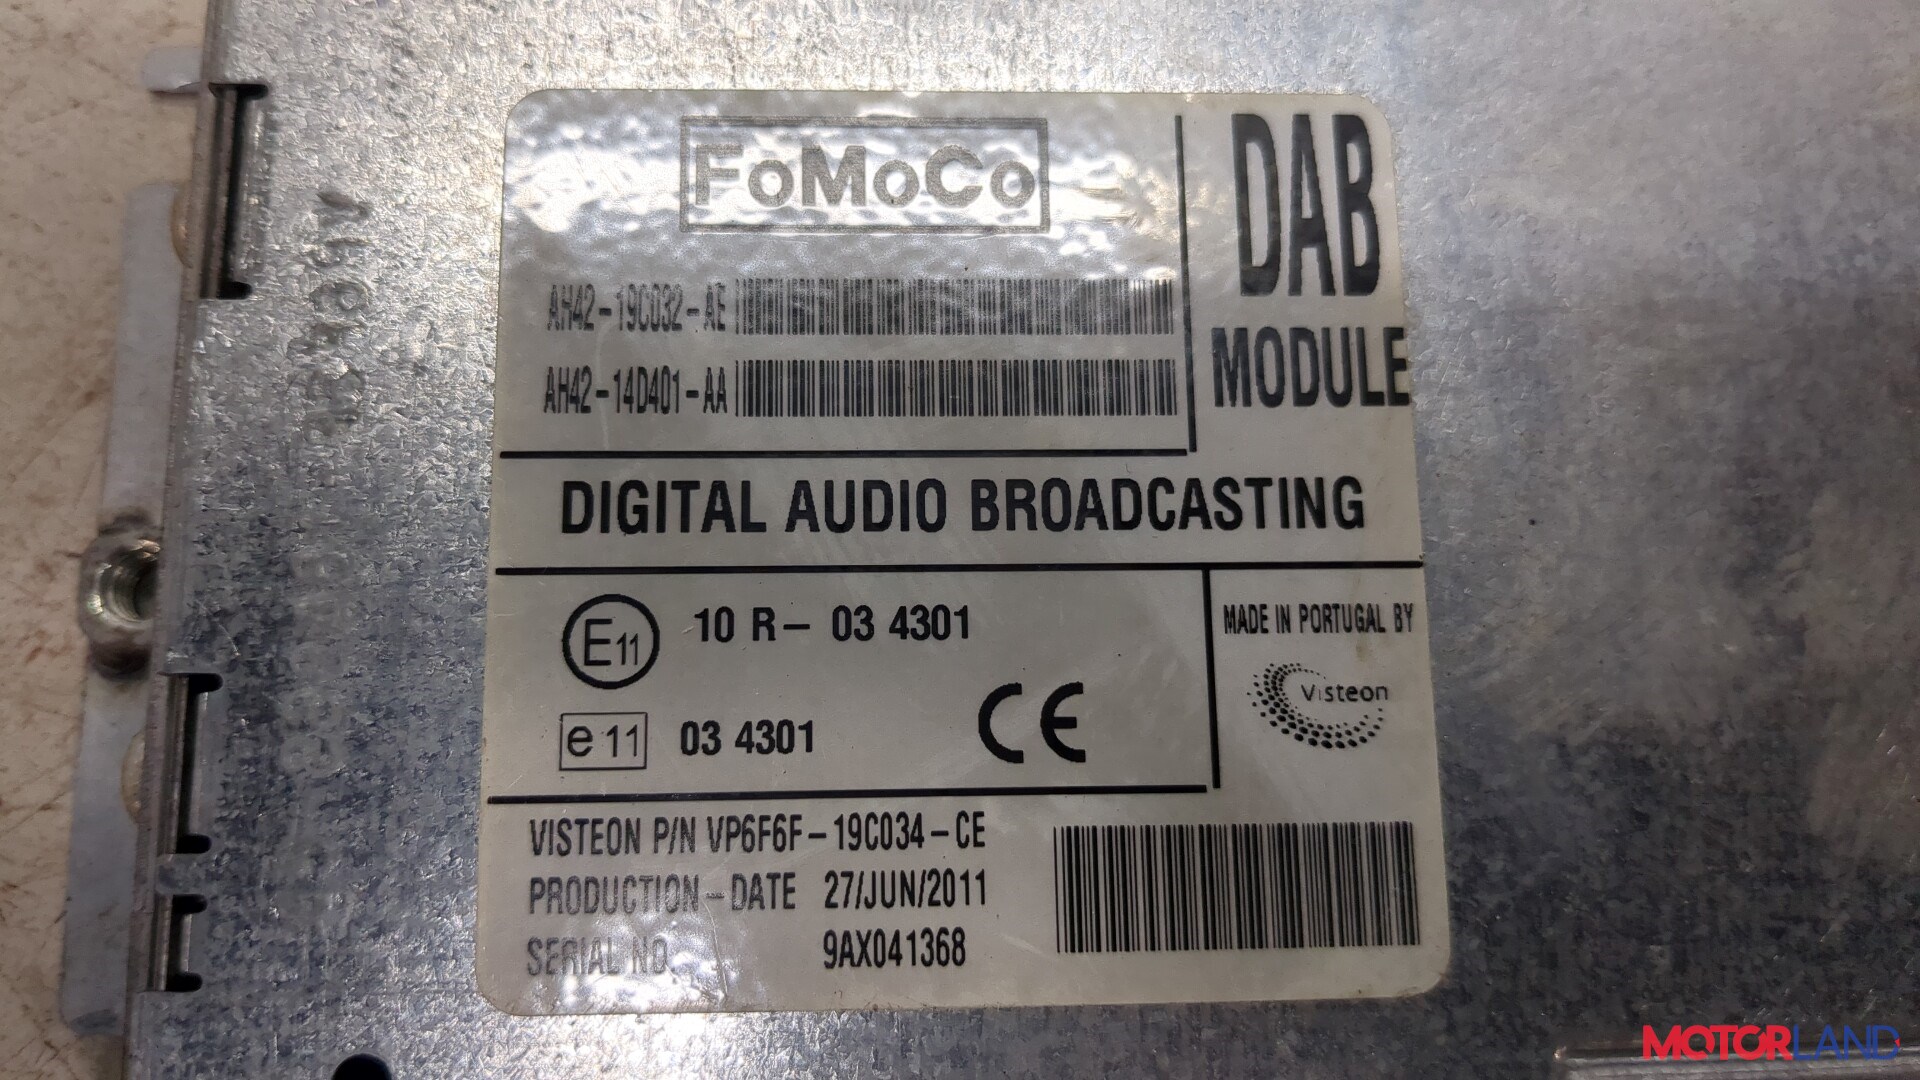 FoMoCo
DAB
MODULE
AH42-19C032-AE
AH42-14D401-AA
DIGITAL AUDIO BROADCASTING
E11 10 R- 03 4301
e11 03 4301
CE
MADE IN PORTUGAL BY
Visteon
VISTEON P/N VP6F6F-19C034-CE
PRODUCTION-DATE 27/JUN/2011
SERIAL NO. 9AX041368
MOTORLAND